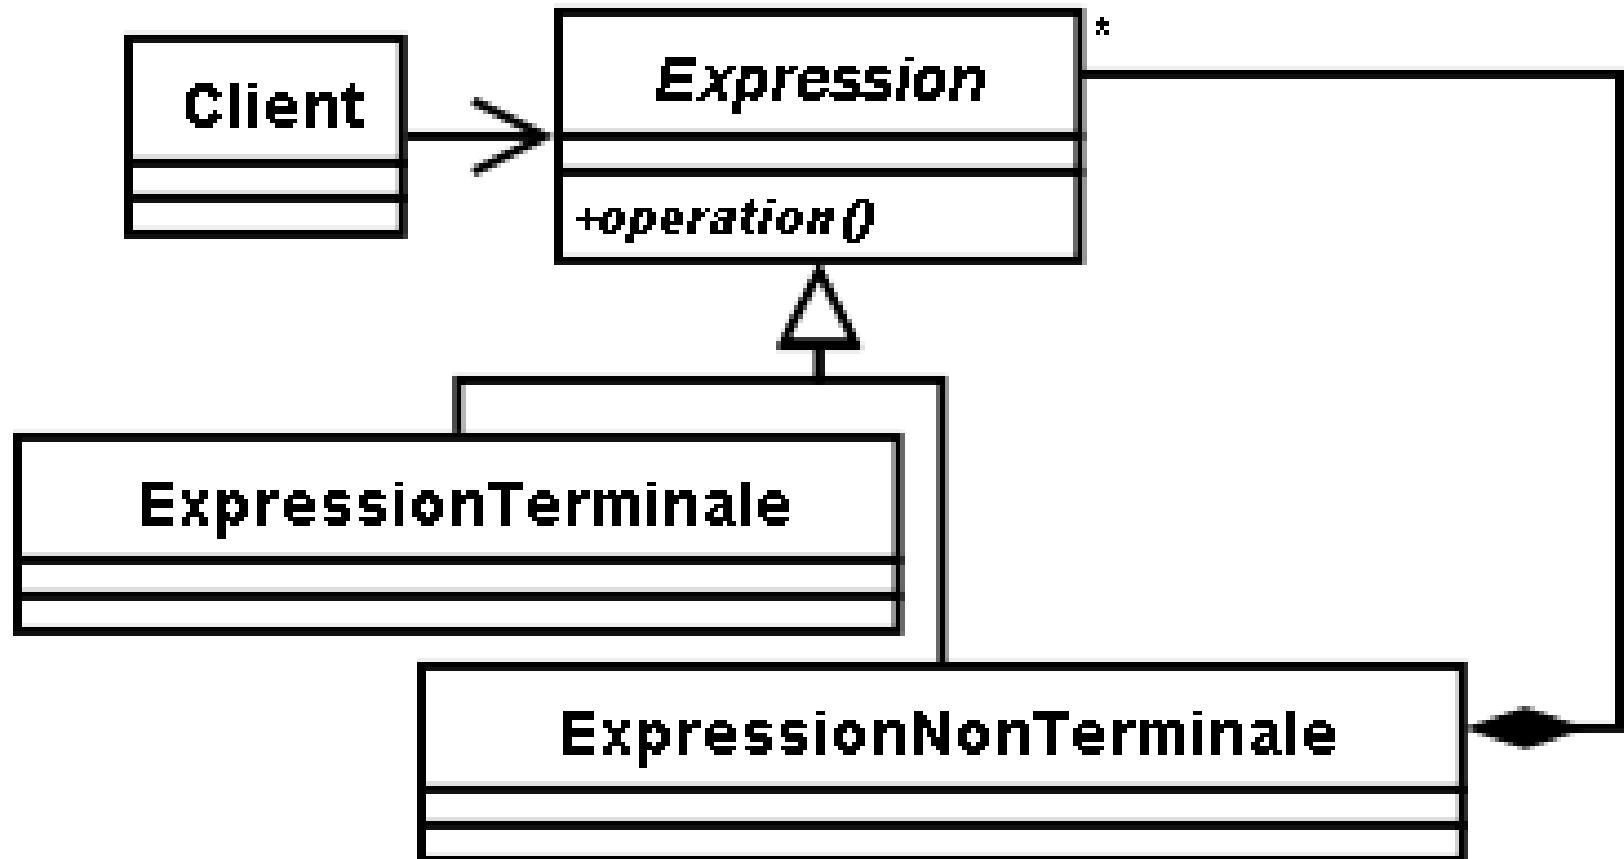 Client
Expression
*
+operation()
ExpressionTerminale
ExpressionNonTerminale